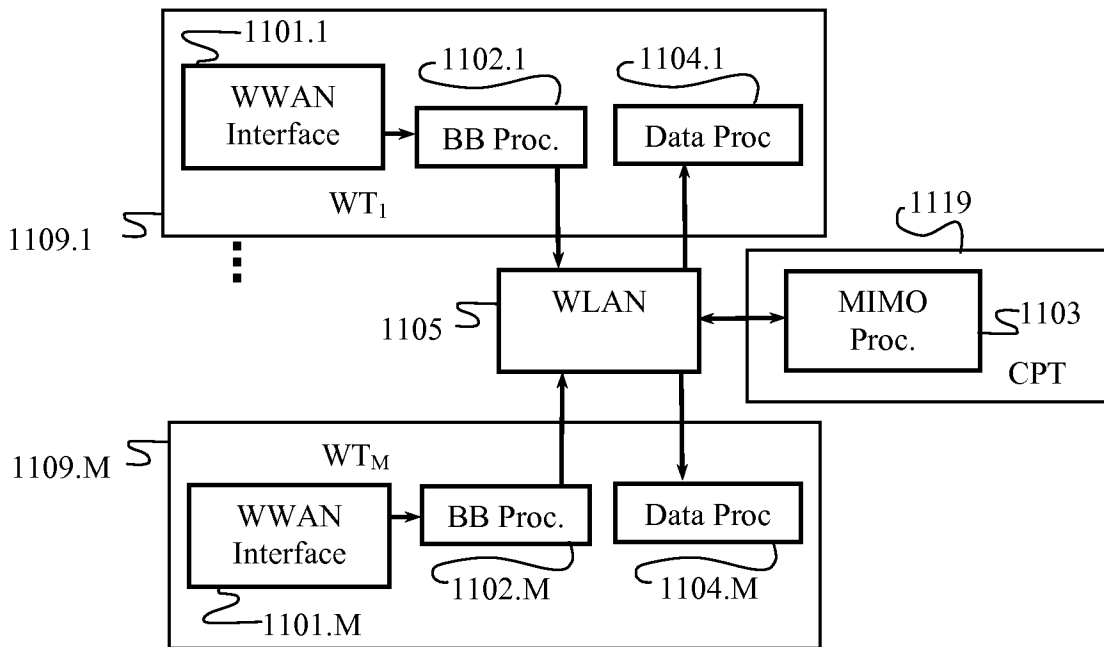 1101.1
1102.1
1104.1
WWAN
Interface
BB Proc.
Data Proc
WT₁
1109.1
1119
WLAN
1105
MIMO
Proc.
1103
CPT
1109.M
WT_M
WWAN
Interface
BB Proc.
Data Proc
1102.M
1104.M
1101.M